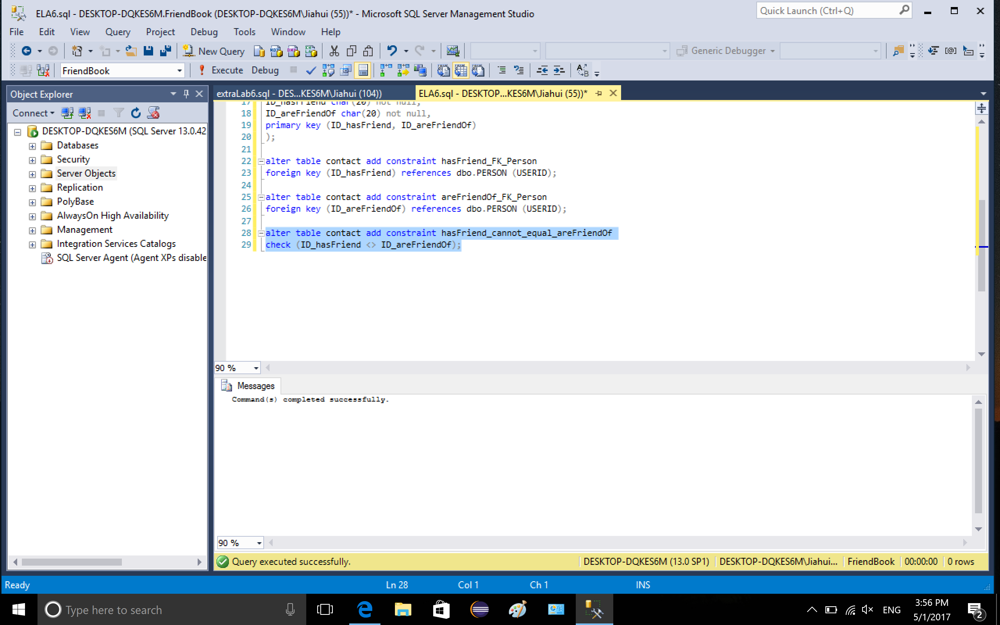 ELA6.sql - DESKTOP-DQKES6M.FriendBook (DESKTOP-DQKES6M\Jiahui (55))* - Microsoft SQL Server Management Studio
Quick Launch (Ctrl+Q)
File Edit View Query Project Debug Tools Window Help
New Query
Generic Debugger
FriendBook
Execute Debug
Object Explorer
extraLab6.sql - DES...KES6M\Jiahui (104))
ELA6.sql - DESKTOP...KES6M\Jiahui (55))*
Connect
DESKTOP-DQKES6M (SQL Server 13.0.42
Databases
Security
Server Objects
Replication
PolyBase
AlwaysOn High Availability
Management
Integration Services Catalogs
SQL Server Agent (Agent XPs disable
17 ID_hasFriend char(20) not null,
18 ID_areFriendOf char(20) not null,
19 primary key (ID_hasFriend, ID_areFriendOf)
20 );
21
22 alter table contact add constraint hasFriend_FK_Person
23 foreign key (ID_hasFriend) references dbo.PERSON (USERID);
24
25 alter table contact add constraint areFriendOf_FK_Person
26 foreign key (ID_areFriendOf) references dbo.PERSON (USERID);
27
28 alter table contact add constraint hasFriend_cannot_equal_areFriendOf
29 check (ID_hasFriend <> ID_areFriendOf);
90 %
Messages
Command(s) completed successfully.
90 %
Query executed successfully.
DESKTOP-DQKES6M (13.0 SP1) DESKTOP-DQKES6M\Jiahui... FriendBook 00:00:00 0 rows
Ready Ln 28 Col 1 Ch 1 INS
Type here to search
ENG
3:56 PM
5/1/2017
2